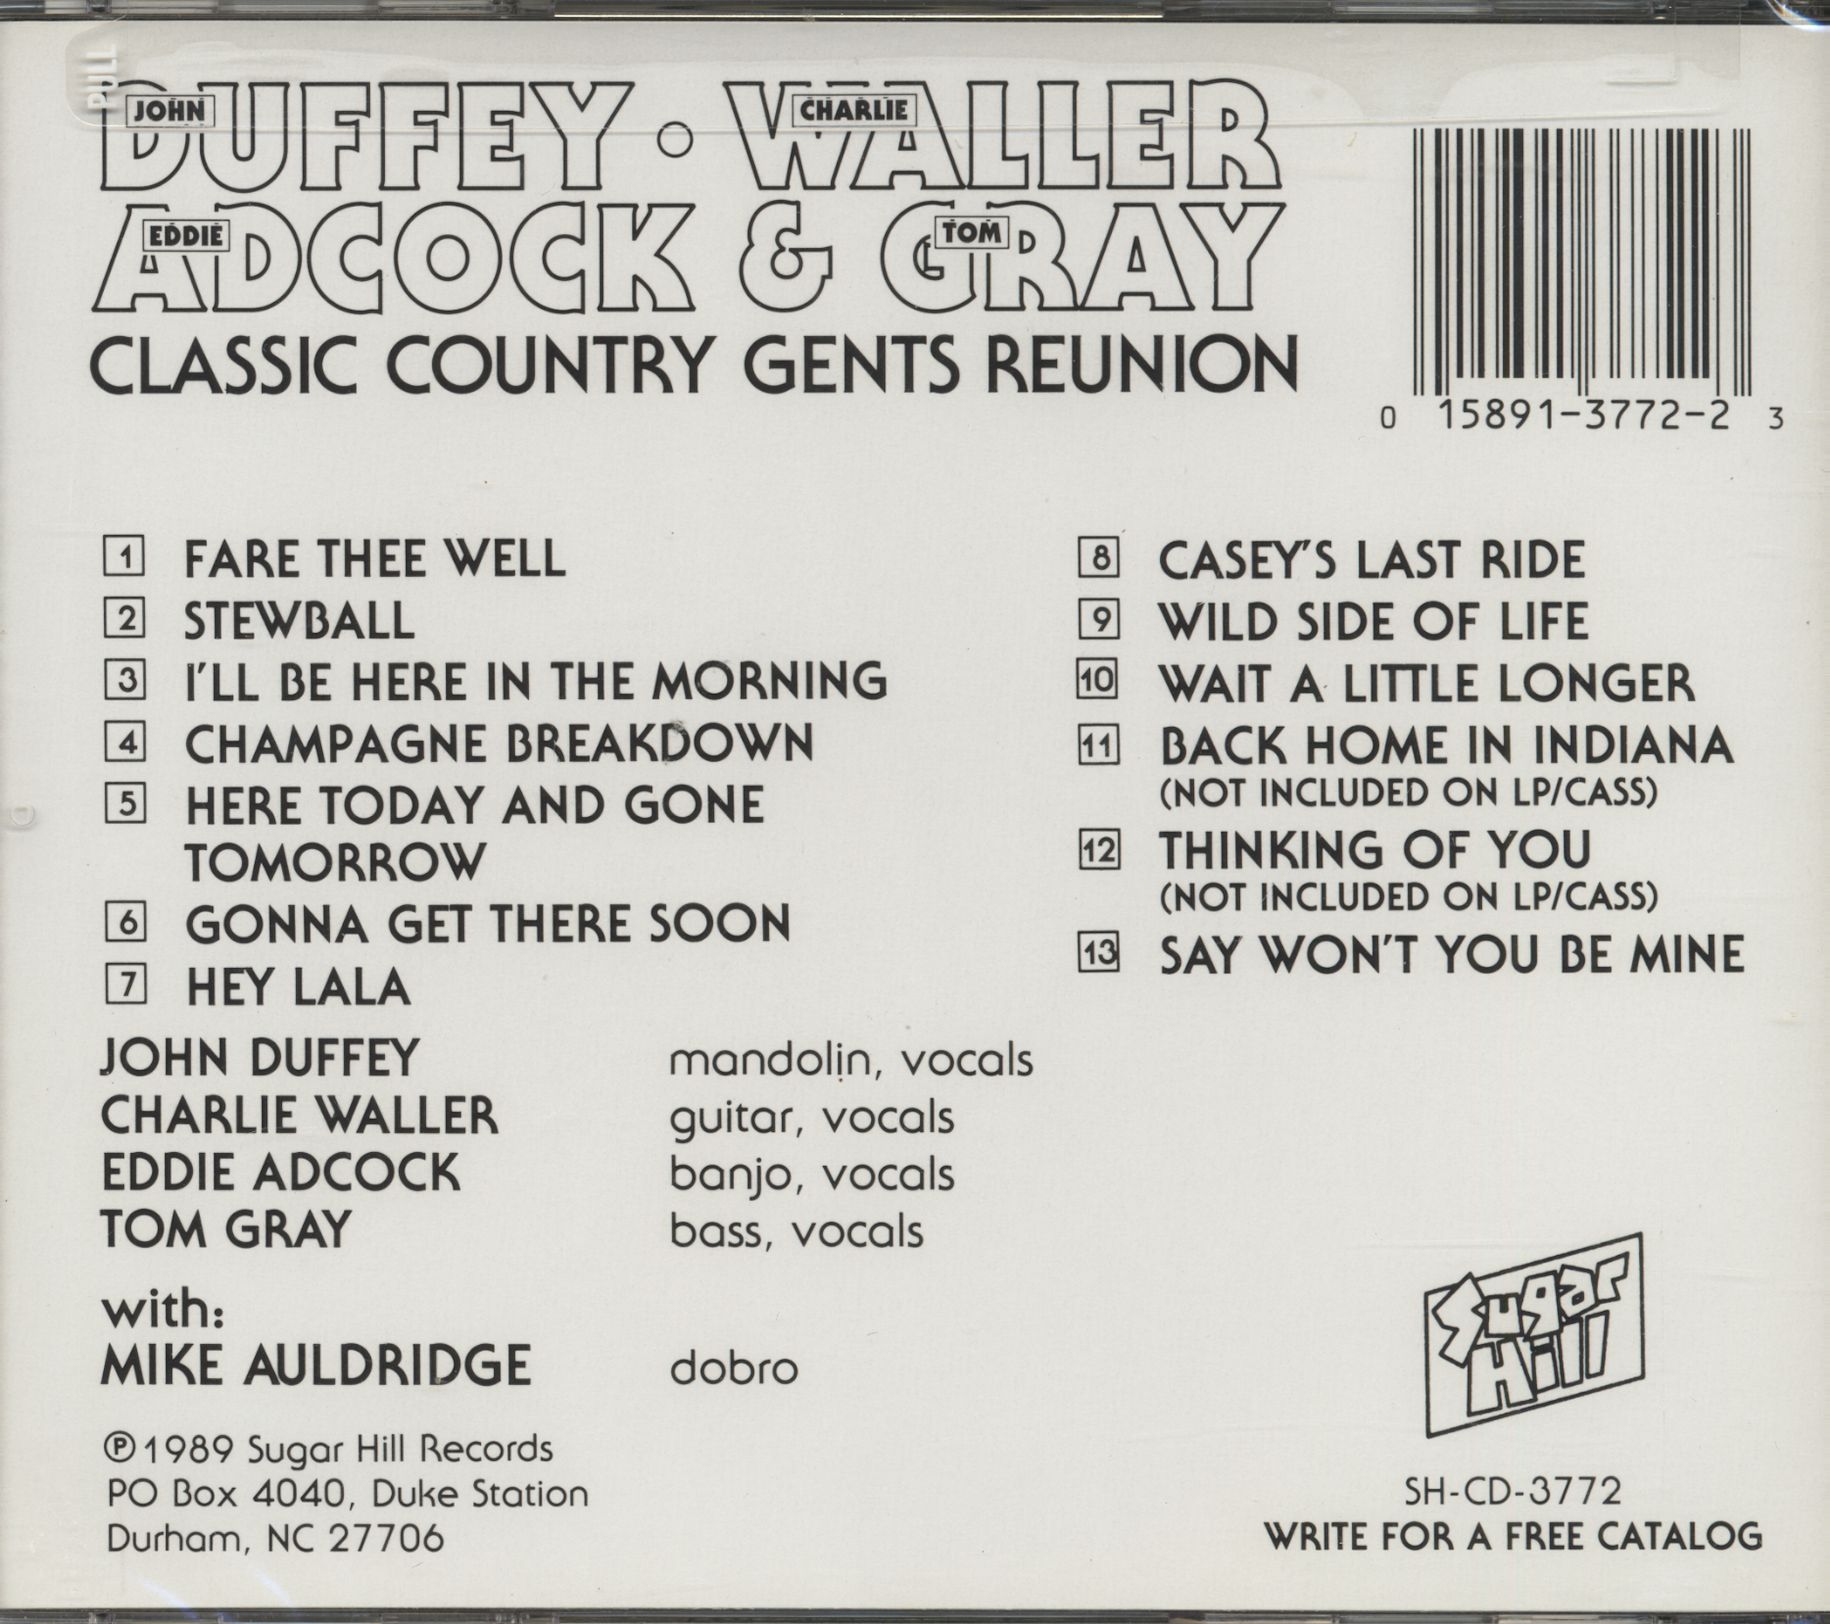 PULL
JOHN DUFFEY • CHARLIE WALLER
EDDIE ADCOCK & TOM GRAY
CLASSIC COUNTRY GENTS REUNION
0 15891-3772-2 3
1 FARE THEE WELL
2 STEWBALL
3 I'LL BE HERE IN THE MORNING
4 CHAMPAGNE BREAKDOWN
5 HERE TODAY AND GONE
TOMORROW
6 GONNA GET THERE SOON
7 HEY LALA
8 CASEY'S LAST RIDE
9 WILD SIDE OF LIFE
10 WAIT A LITTLE LONGER
11 BACK HOME IN INDIANA
(NOT INCLUDED ON LP/CASS)
12 THINKING OF YOU
(NOT INCLUDED ON LP/CASS)
13 SAY WON'T YOU BE MINE
JOHN DUFFEY mandolin, vocals
CHARLIE WALLER guitar, vocals
EDDIE ADCOCK banjo, vocals
TOM GRAY bass, vocals
with:
MIKE AULDRIDGE dobro
℗1989 Sugar Hill Records
PO Box 4040, Duke Station
Durham, NC 27706
Sugar
Hill
SH-CD-3772
WRITE FOR A FREE CATALOG